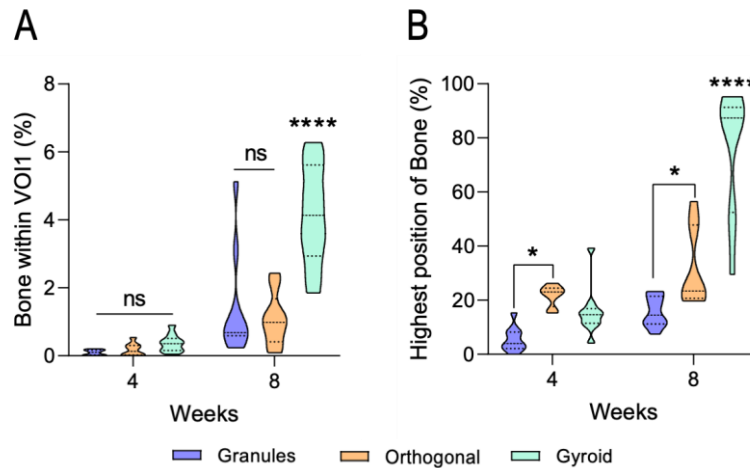 A
Bone within VOI1 (%)
8
6
4
2
0
ns
ns
****
4
8
Weeks
B
Highest position of Bone (%)
100
80
60
40
20
0
*
*
****
4
8
Weeks
Granules
Orthogonal
Gyroid